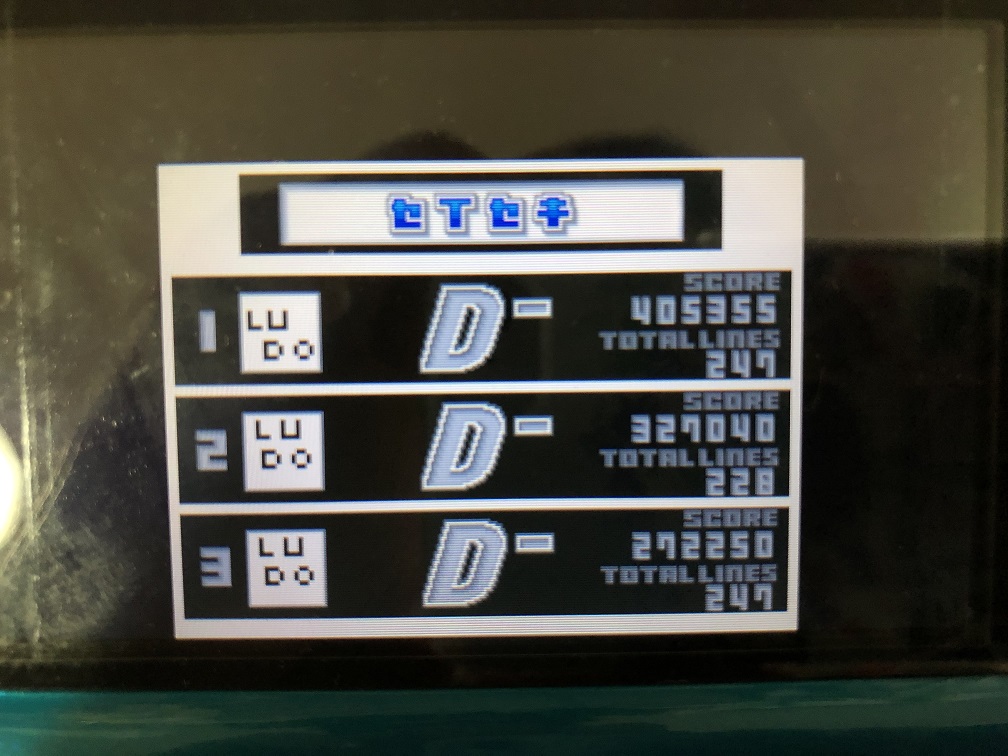 セイセキ
1
LU
DO
D-
SCORE
405355
TOTAL LINES
247
2
LU
DO
D-
SCORE
327040
TOTAL LINES
228
3
LU
DO
D-
SCORE
272250
TOTAL LINES
247